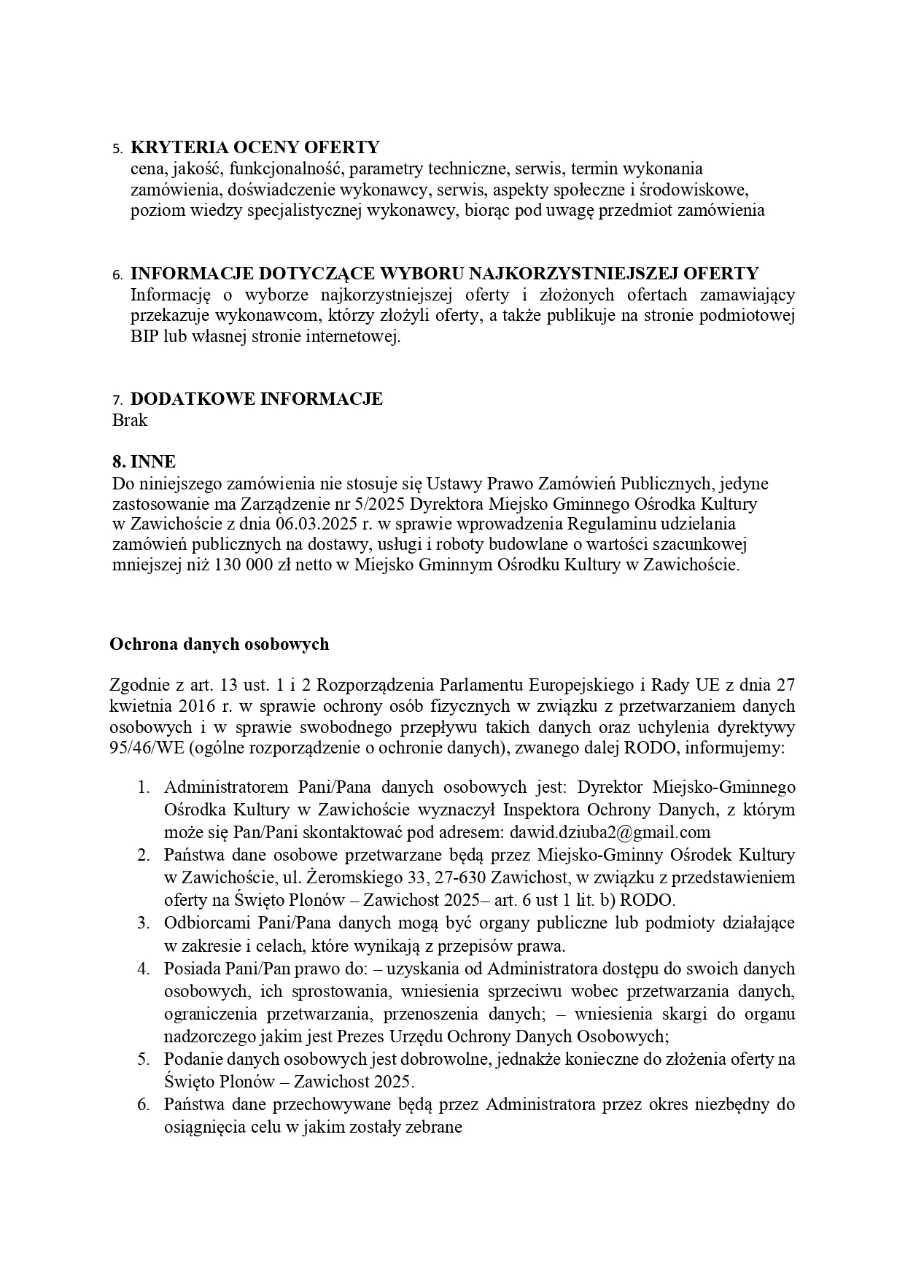 5. KRYTERIA OCENY OFERTY
cena, jakość, funkcjonalność, parametry techniczne, serwis, termin wykonania
zamówienia, doświadczenie wykonawcy, serwis, aspekty społeczne i środowiskowe,
poziom wiedzy specjalistycznej wykonawcy, biorąc pod uwagę przedmiot zamówienia
6. INFORMACJE DOTYCZĄCE WYBORU NAJKORZYSTNIEJSZEJ OFERTY
Informację o wyborze najkorzystniejszej oferty i złożonych ofertach zamawiający
przekazuje wykonawcom, którzy złożyli oferty, a także publikuje na stronie podmiotowej
BIP lub własnej stronie internetowej.
7. DODATKOWE INFORMACJE
Brak
8. INNE
Do niniejszego zamówienia nie stosuje się Ustawy Prawo Zamówień Publicznych, jedyne
zastosowanie ma Zarządzenie nr 5/2025 Dyrektora Miejsko Gminnego Ośrodka Kultury
w Zawichoście z dnia 06.03.2025 r. w sprawie wprowadzenia Regulaminu udzielania
zamówień publicznych na dostawy, usługi i roboty budowlane o wartości szacunkowej
mniejszej niż 130 000 zł netto w Miejsko Gminnym Ośrodku Kultury w Zawichoście.
Ochrona danych osobowych
Zgodnie z art. 13 ust. 1 i 2 Rozporządzenia Parlamentu Europejskiego i Rady UE z dnia 27
kwietnia 2016 r. w sprawie ochrony osób fizycznych w związku z przetwarzaniem danych
osobowych i w sprawie swobodnego przepływu takich danych oraz uchylenia dyrektywy
95/46/WE (ogólne rozporządzenie o ochronie danych), zwanego dalej RODO, informujemy:
1. Administratorem Pani/Pana danych osobowych jest: Dyrektor Miejsko-Gminnego
Ośrodka Kultury w Zawichoście wyznaczył Inspektora Ochrony Danych, z którym
może się Pan/Pani skontaktować pod adresem: dawid.dziuba2@gmail.com
2. Państwa dane osobowe przetwarzane będą przez Miejsko-Gminny Ośrodek Kultury
w Zawichoście, ul. Żeromskiego 33, 27-630 Zawichost, w związku z przedstawieniem
oferty na Święto Plonów – Zawichost 2025– art. 6 ust 1 lit. b) RODO.
3. Odbiorcami Pani/Pana danych mogą być organy publiczne lub podmioty działające
w zakresie i celach, które wynikają z przepisów prawa.
4. Posiada Pani/Pan prawo do: – uzyskania od Administratora dostępu do swoich danych
osobowych, ich sprostowania, wniesienia sprzeciwu wobec przetwarzania danych,
ograniczenia przetwarzania, przenoszenia danych; – wniesienia skargi do organu
nadzorczego jakim jest Prezes Urzędu Ochrony Danych Osobowych;
5. Podanie danych osobowych jest dobrowolne, jednakże konieczne do złożenia oferty na
Święto Plonów – Zawichost 2025.
6. Państwa dane przechowywane będą przez Administratora przez okres niezbędny do
osiągnięcia celu w jakim zostały zebrane